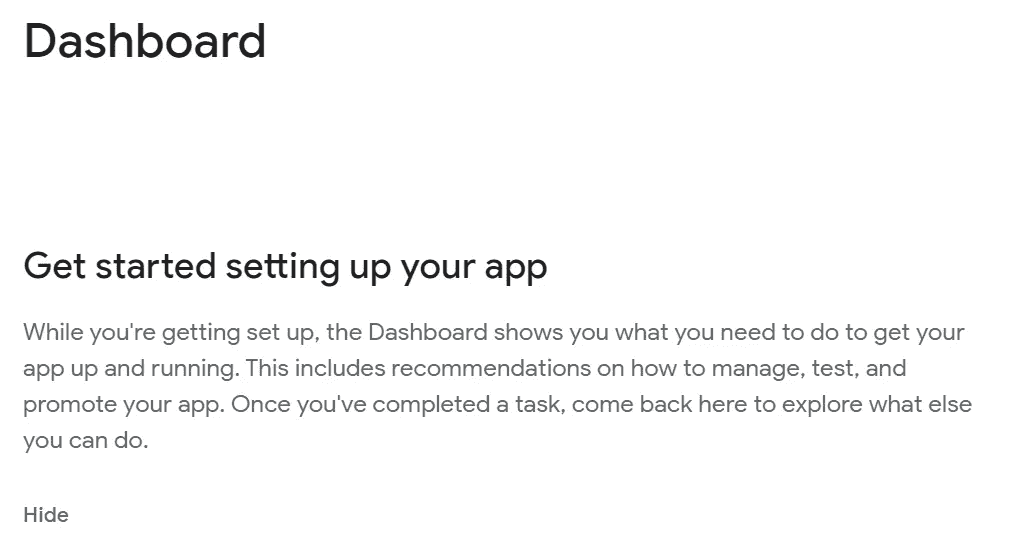 Dashboard
Get started setting up your app
While you're getting set up, the Dashboard shows you what you need to do to get your
app up and running. This includes recommendations on how to manage, test, and
promote your app. Once you've completed a task, come back here to explore what else
you can do.
Hide